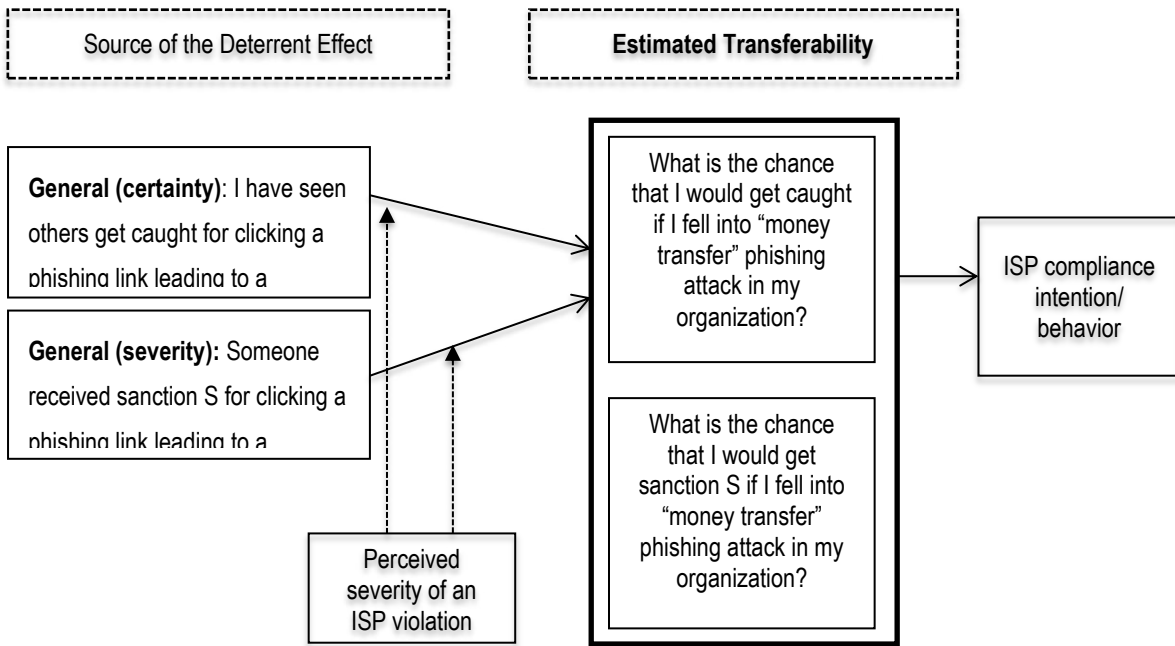 Source of the Deterrent Effect
Estimated Transferability
General (certainty): I have seen
others get caught for clicking a
phishing link leading to a
General (severity): Someone
received sanction S for clicking a
phishing link leading to a
Perceived
severity of an
ISP violation
What is the chance
that I would get caught
if I fell into “money
transfer” phishing
attack in my
organization?
What is the chance
that I would get
sanction S if I fell into
“money transfer”
phishing attack in my
organization?
ISP compliance
intention/
behavior